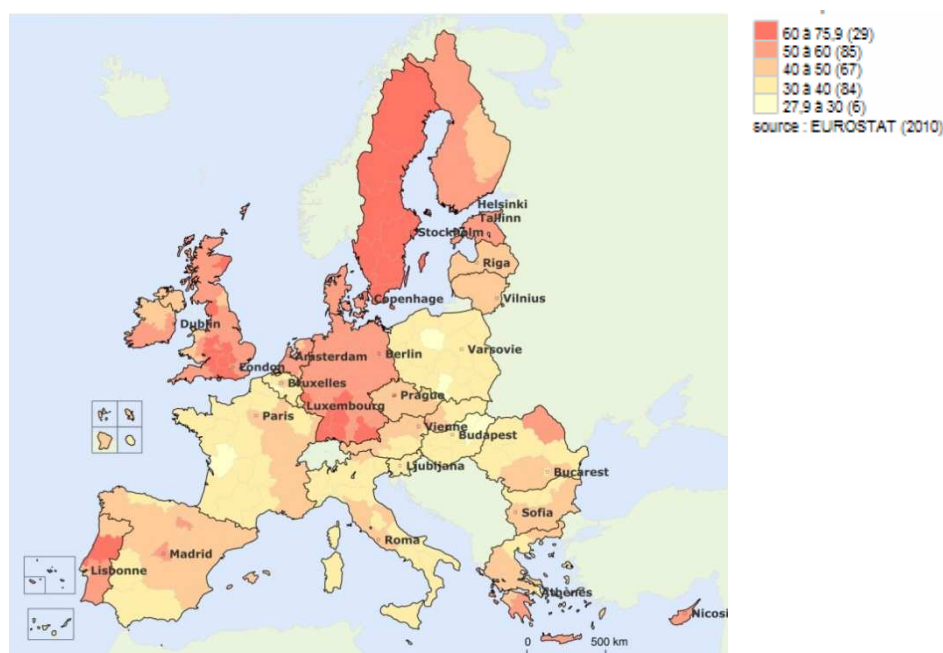 60 à 75,9 (29)
50 à 60 (85)
40 à 50 (67)
30 à 40 (84)
27,9 à 30 (6)
source : EUROSTAT (2010)
Helsinki
Tallinn
Stockholm
Riga
Copenhage
Vilnius
Dublin
Amsterdam
Berlin
Varsovie
London
Bruxelles
Luxembourg
Prague
Paris
Vienne
Budapest
Ljubljana
Bucarest
Sofia
Roma
Madrid
Lisbonne
Athènes
Nicosi
0 500 km